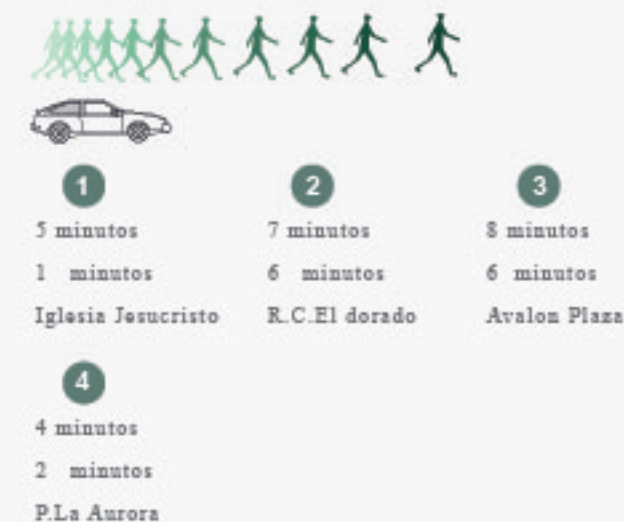 1
5 minutos
1 minutos
Iglesia Jesucristo
2
7 minutos
6 minutos
R.C.El dorado
3
8 minutos
6 minutos
Avalon Plaza
4
4 minutos
2 minutos
P.La Aurora